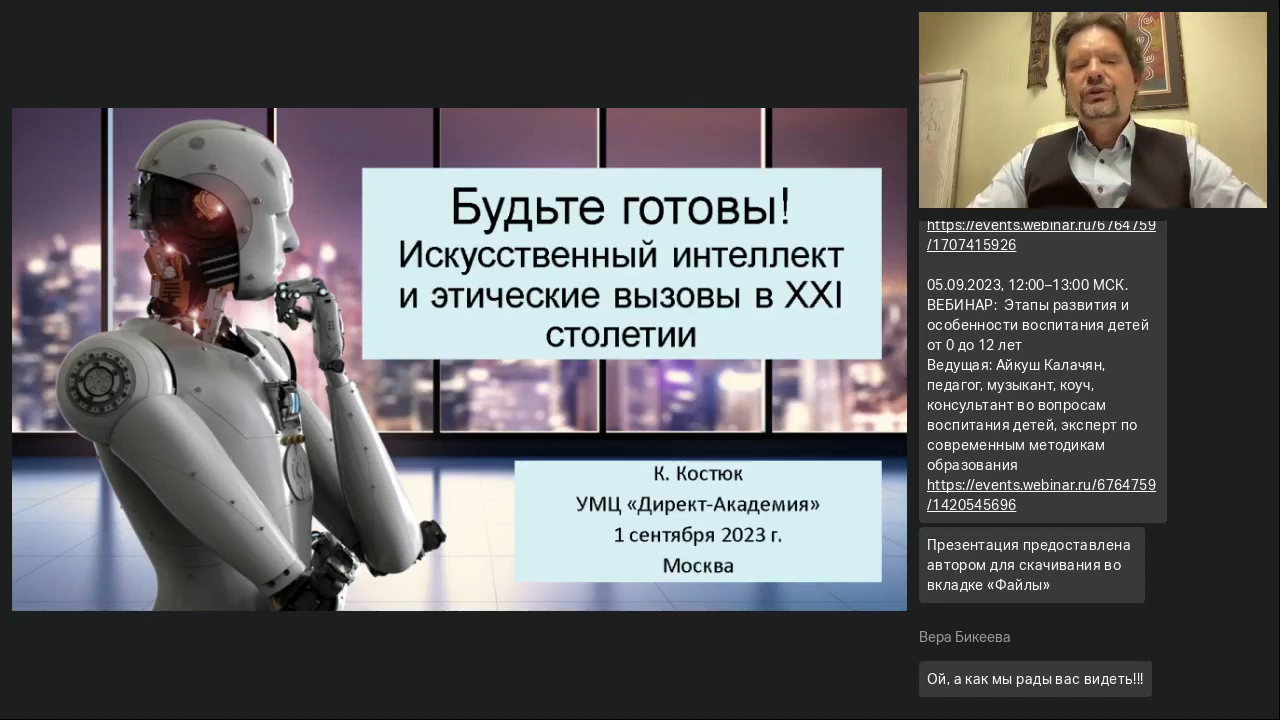 Будьте готовы!
Искусственный интеллект
и этические вызовы в XXI
столетии
К. Костюк
УМЦ «Директ-Академия»
1 сентября 2023 г.
Москва
https://events.webinar.ru/6764759
/1707415926
05.09.2023, 12:00–13:00 МСК.
ВЕБИНАР: Этапы развития и
особенности воспитания детей
от 0 до 12 лет
Ведущая: Айкуш Калачян,
педагог, музыкант, коуч,
консультант во вопросам
воспитания детей, эксперт по
современным методикам
образования
https://events.webinar.ru/6764759
/1420545696
Презентация предоставлена
автором для скачивания во
вкладке «Файлы»
Вера Бикеева
Ой, а как мы рады вас видеть!!!